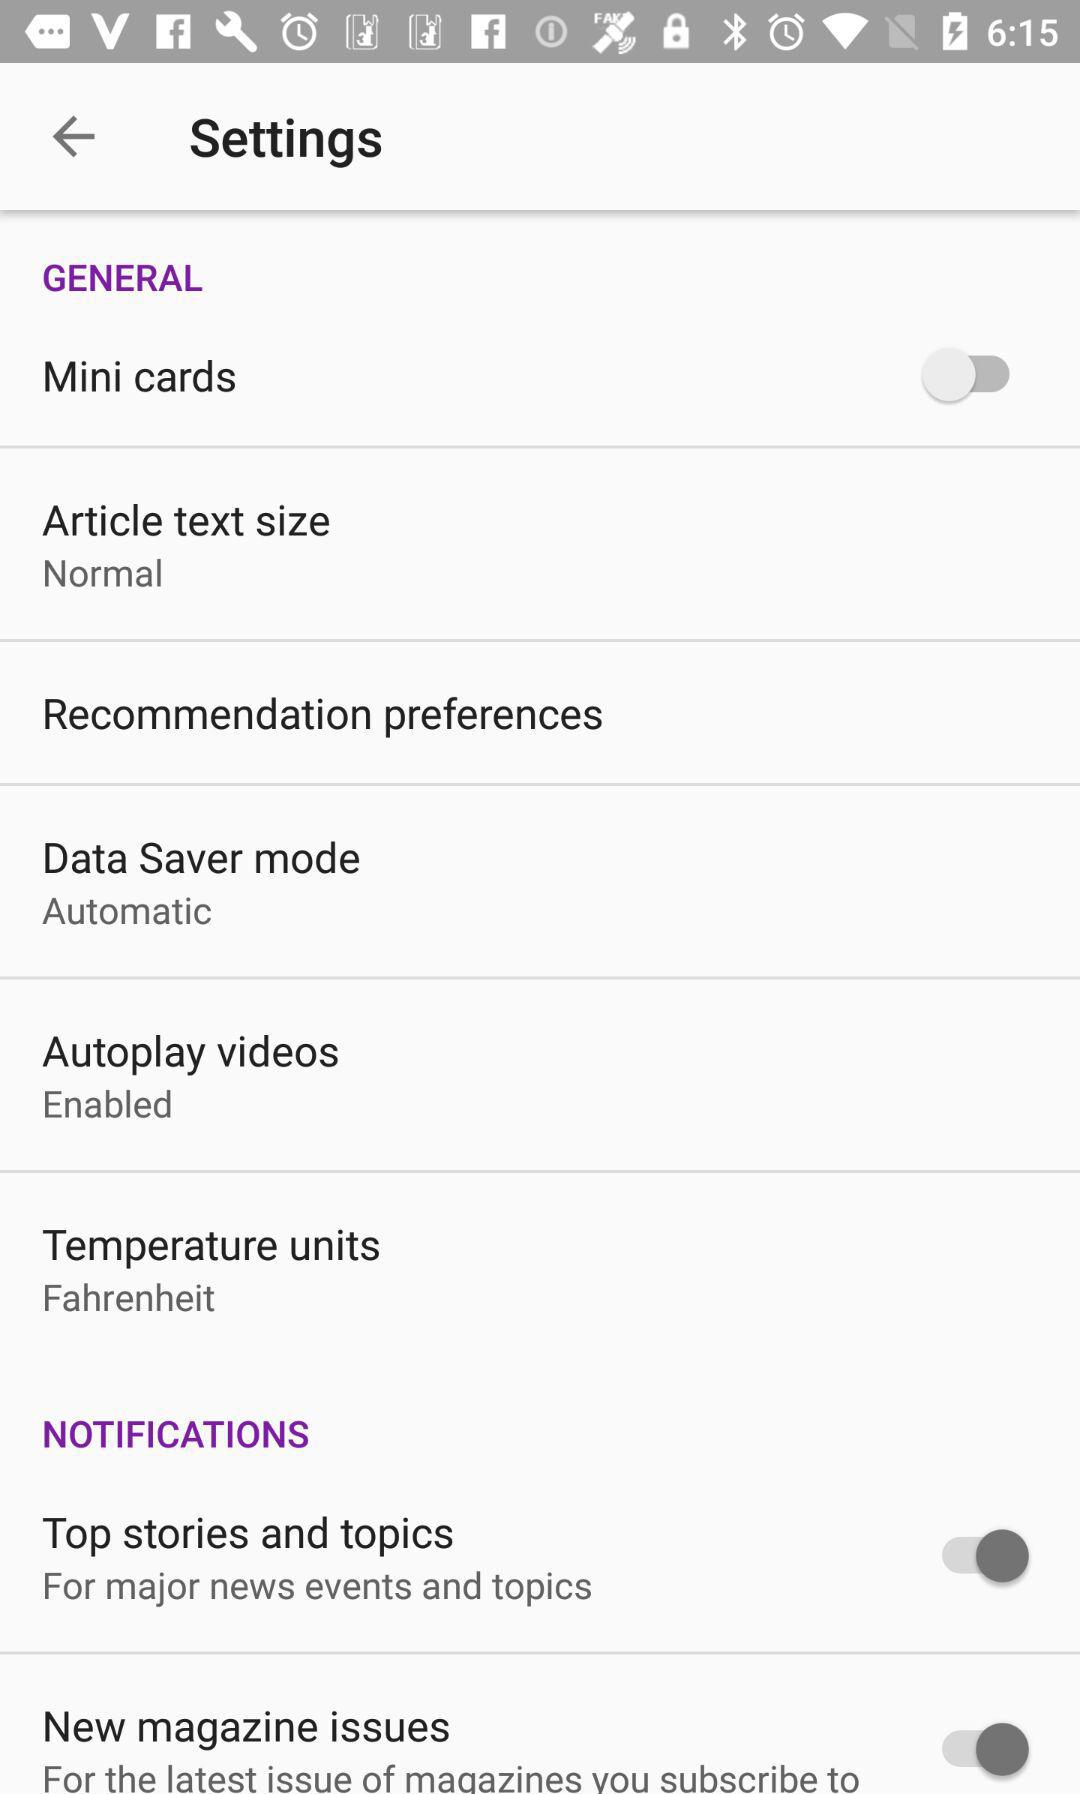 FAKE 6:15
Settings
GENERAL
Mini cards
Article text size
Normal
Recommendation preferences
Data Saver mode
Automatic
Autoplay videos
Enabled
Temperature units
Fahrenheit
NOTIFICATIONS
Top stories and topics
For major news events and topics
New magazine issues
For the latest issue of magazines you subscribe to